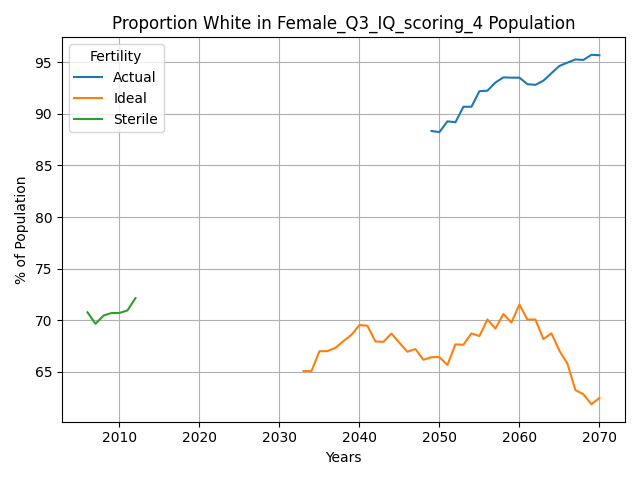 Proportion White in Female_Q3_IQ_scoring_4 Population
Fertility
Actual
Ideal
Sterile
% of Population
95
90
85
80
75
70
65
2010 2020 2030 2040 2050 2060 2070
Years